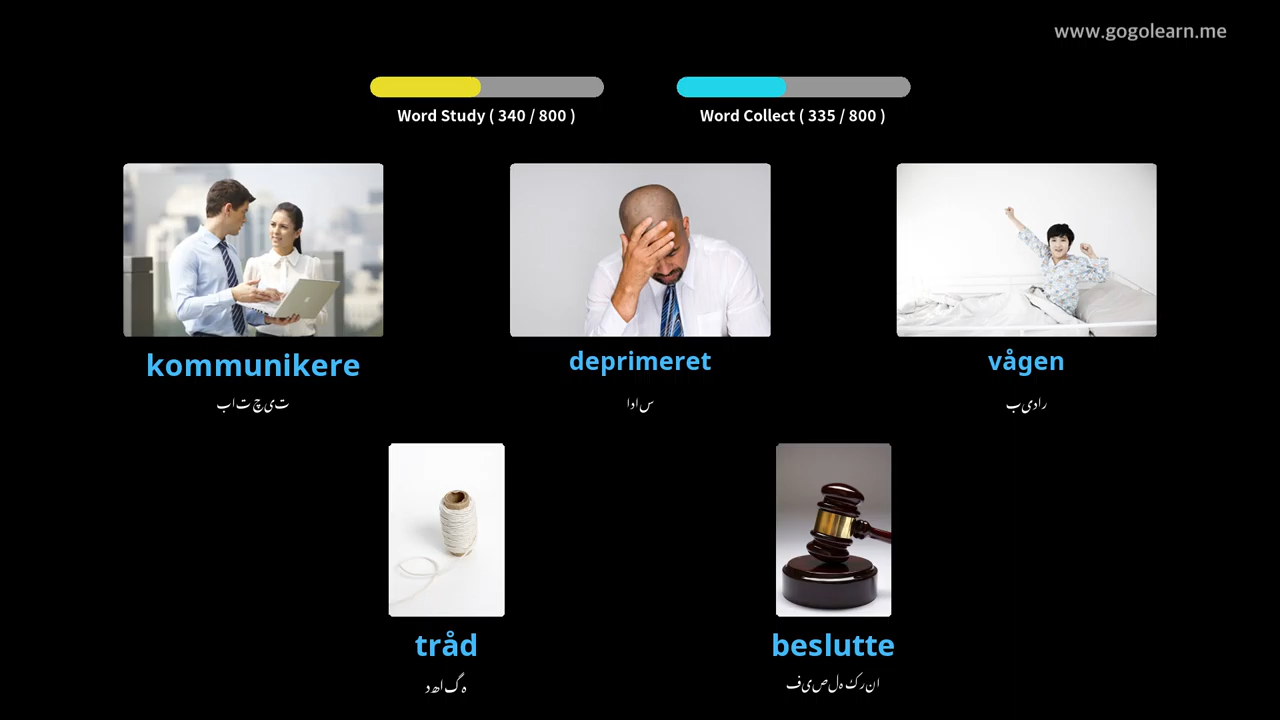 www.gogolearn.me
Word Study ( 340 / 800 )
Word Collect ( 335 / 800 )
kommunikere
deprimeret
vågen
بات چیت
اداس
بیدار
tråd
beslutte
دھاگہ
فیصلہ کرنا